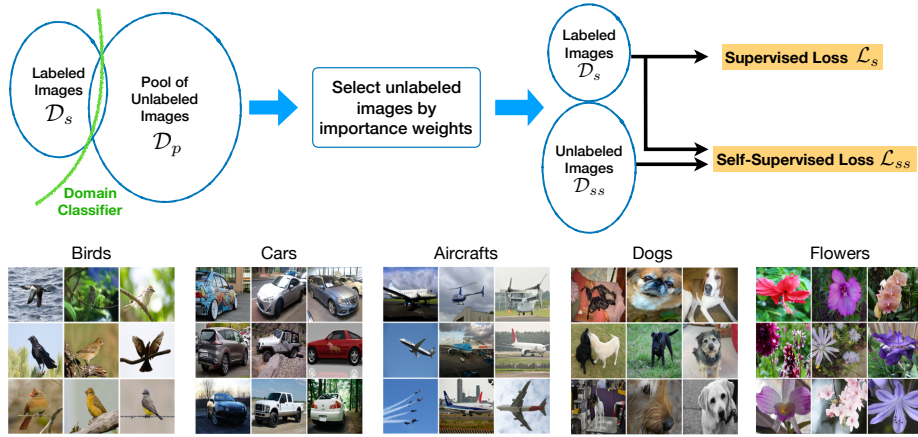 Labeled
Images
𝒟ₛ
Pool of
Unlabeled
Images
𝒟ₚ
Domain
Classifier
Select unlabeled
images by
importance weights
Labeled
Images
𝒟ₛ
Unlabeled
Images
𝒟ₛₛ
Supervised Loss ℒₛ
Self-Supervised Loss ℒₛₛ
Birds
Cars
Aircrafts
Dogs
Flowers